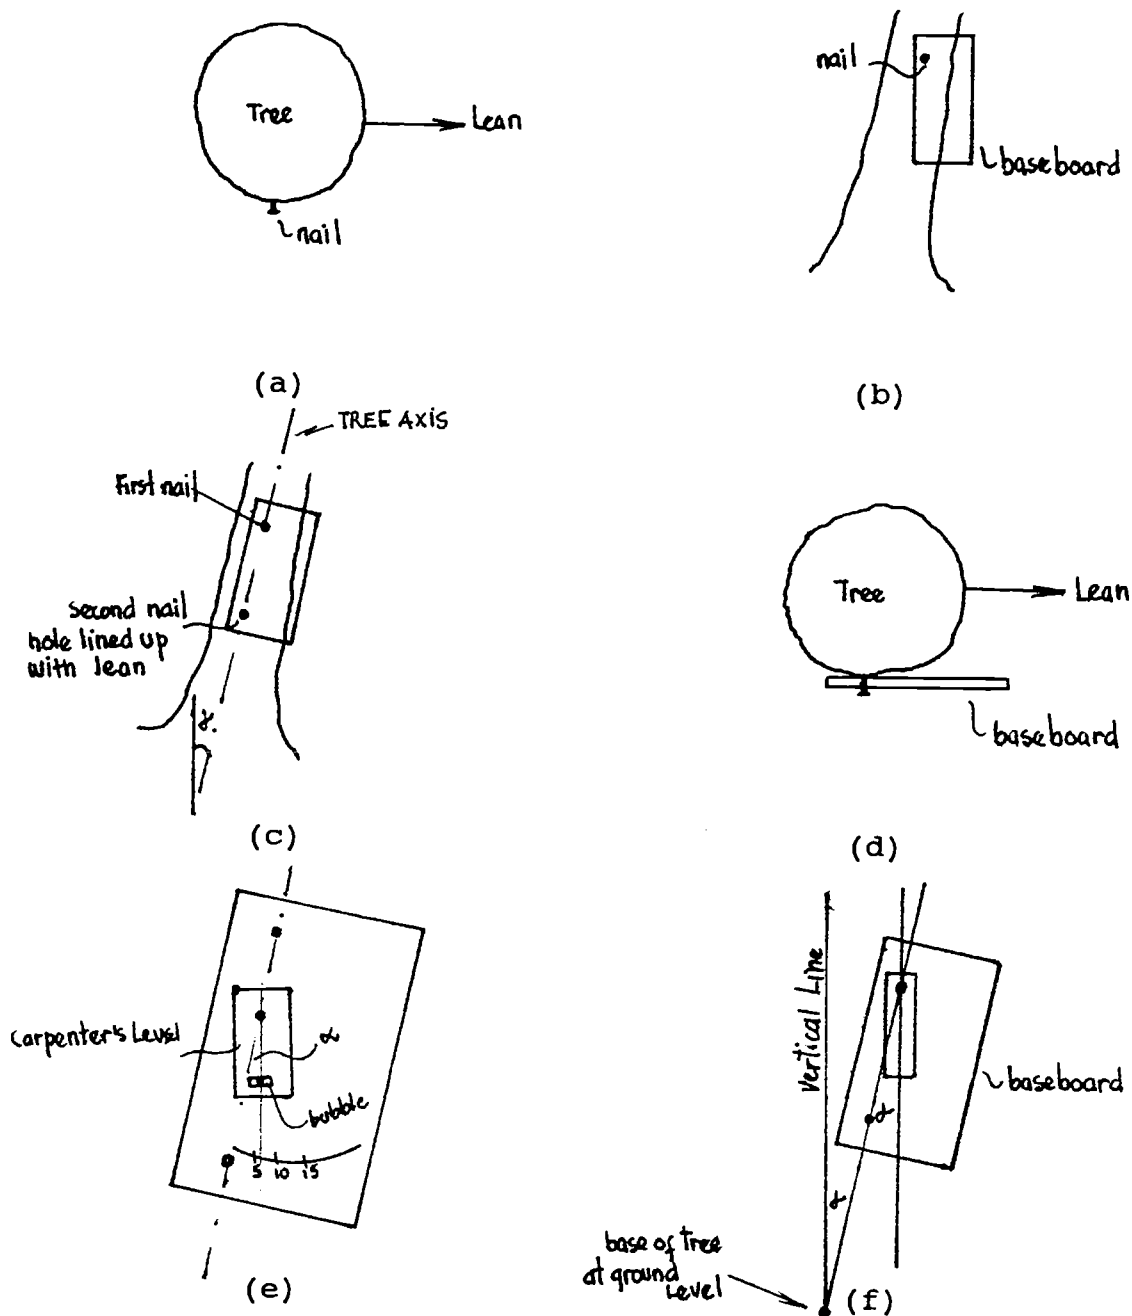 Tree
Lean
nail
(a)
nail
baseboard
(b)
TREE AXIS
First nail
second nail
hole lined up
with lean
γ.
(c)
Tree
Lean
baseboard
(d)
Carpenter's Level
α
bubble
5 10 15
(e)
Vertical Line
baseboard
γ
γ
base of Tree
at ground
Level
(f)